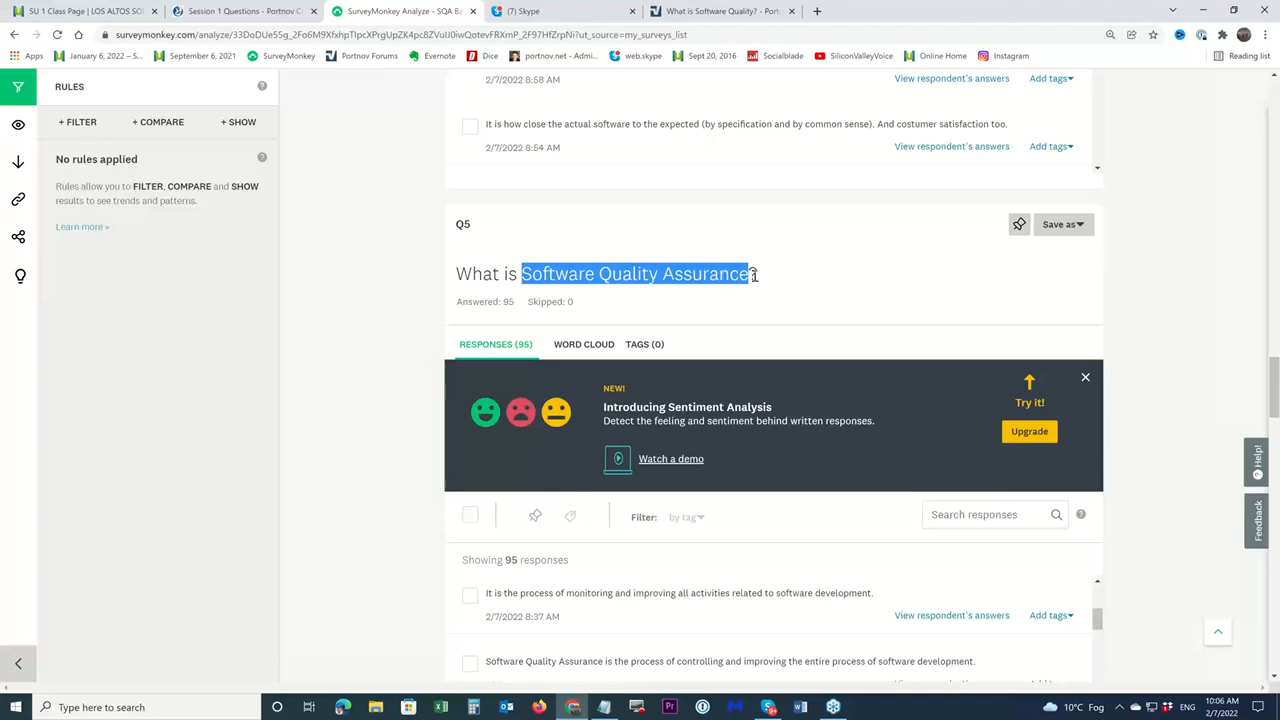 SU 1 Class Page | LOS ALTOS SOF
Session 1 Questions - Portnov Co
SurveyMonkey Analyze - SQA Ba
(7) Skype
What is Software Quality? - Port
surveymonkey.com/analyze/33DoDUe55g_2Fo6M9XfxhpTIpcXPrgUpZK4pc8ZVuIJ0iwQotevFRXmP_2F97HfZrpNi?ut_source=my_surveys_list
Apps
January 6, 2022 – S...
September 6, 2021
SurveyMonkey
Portnov Forums
Evernote
Dice
portnov.net - Admi...
web.skype
Sept 20, 2016
Socialblade
SiliconValleyVoice
Online Home
Instagram
Reading list
RULES
+ FILTER
+ COMPARE
+ SHOW
No rules applied
Rules allow you to FILTER, COMPARE and SHOW
results to see trends and patterns.
Learn more »
2/7/2022 8:58 AM
View respondent's answers
Add tags
It is how close the actual software to the expected (by specification and by common sense). And costumer satisfaction too.
2/7/2022 8:54 AM
View respondent's answers
Add tags
Q5
Save as
What is Software Quality Assurance?
Answered: 95
Skipped: 0
RESPONSES (95)
WORD CLOUD
TAGS (0)
NEW!
Introducing Sentiment Analysis
Detect the feeling and sentiment behind written responses.
Watch a demo
Try it!
Upgrade
Filter:
by tag
Search responses
Showing 95 responses
It is the process of monitoring and improving all activities related to software development.
2/7/2022 8:37 AM
View respondent's answers
Add tags
Software Quality Assurance is the process of controlling and improving the entire process of software development.
Help!
Feedback
Type here to search
10°C Fog
ENG
10:06 AM
2/7/2022